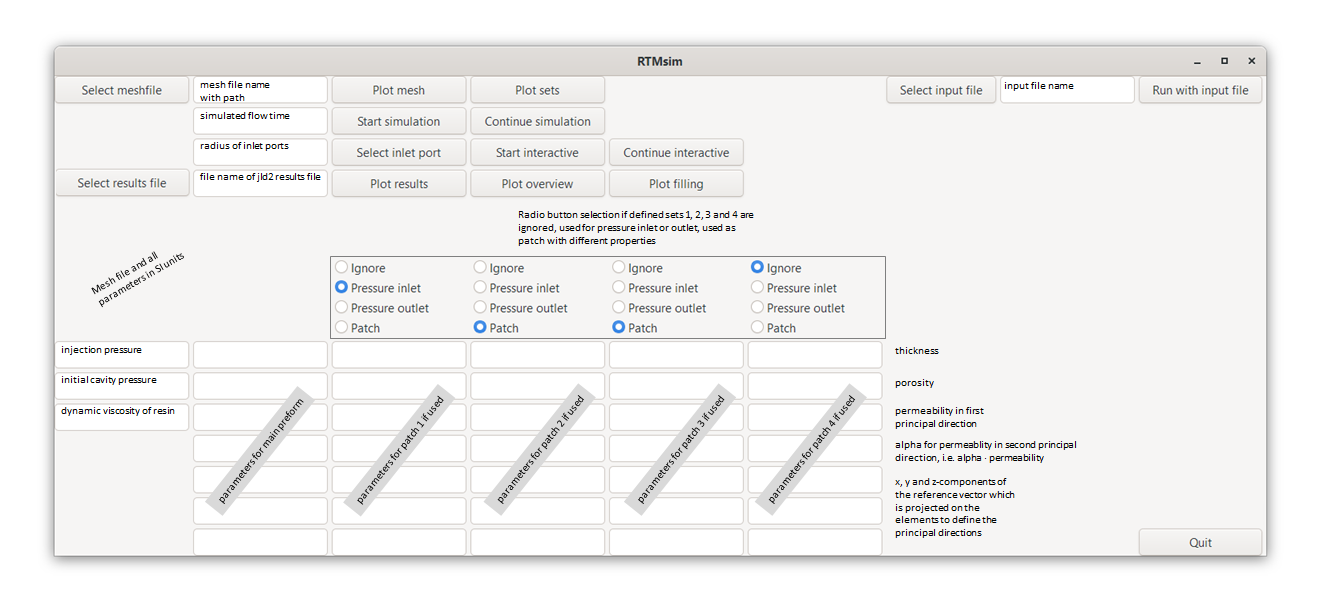 RTMsim
Select meshfile
mesh file name
with path
Plot mesh
Plot sets
Select input file
input file name
Run with input file
simulated flow time
Start simulation
Continue simulation
radius of inlet ports
Select inlet port
Start interactive
Continue interactive
Select results file
file name of jld2 results file
Plot results
Plot overview
Plot filling
Radio button selection if defined sets 1, 2, 3 and 4 are
ignored, used for pressure inlet or outlet, used as
patch with different properties
Mesh file and all
parameters in SI units
Ignore
Pressure inlet
Pressure outlet
Patch
Ignore
Pressure inlet
Pressure outlet
Patch
Ignore
Pressure inlet
Pressure outlet
Patch
Ignore
Pressure inlet
Pressure outlet
Patch
injection pressure
initial cavity pressure
dynamic viscosity of resin
parameters for main preform
parameters for patch 1 if used
parameters for patch 2 if used
parameters for patch 3 if used
parameters for patch 4 if used
thickness
porosity
permeability in first
principal direction
alpha for permeablity in second principal
direction, i.e. alpha · permeability
x, y and z-components of
the reference vector which
is projected on the
elements to define the
principal directions
Quit